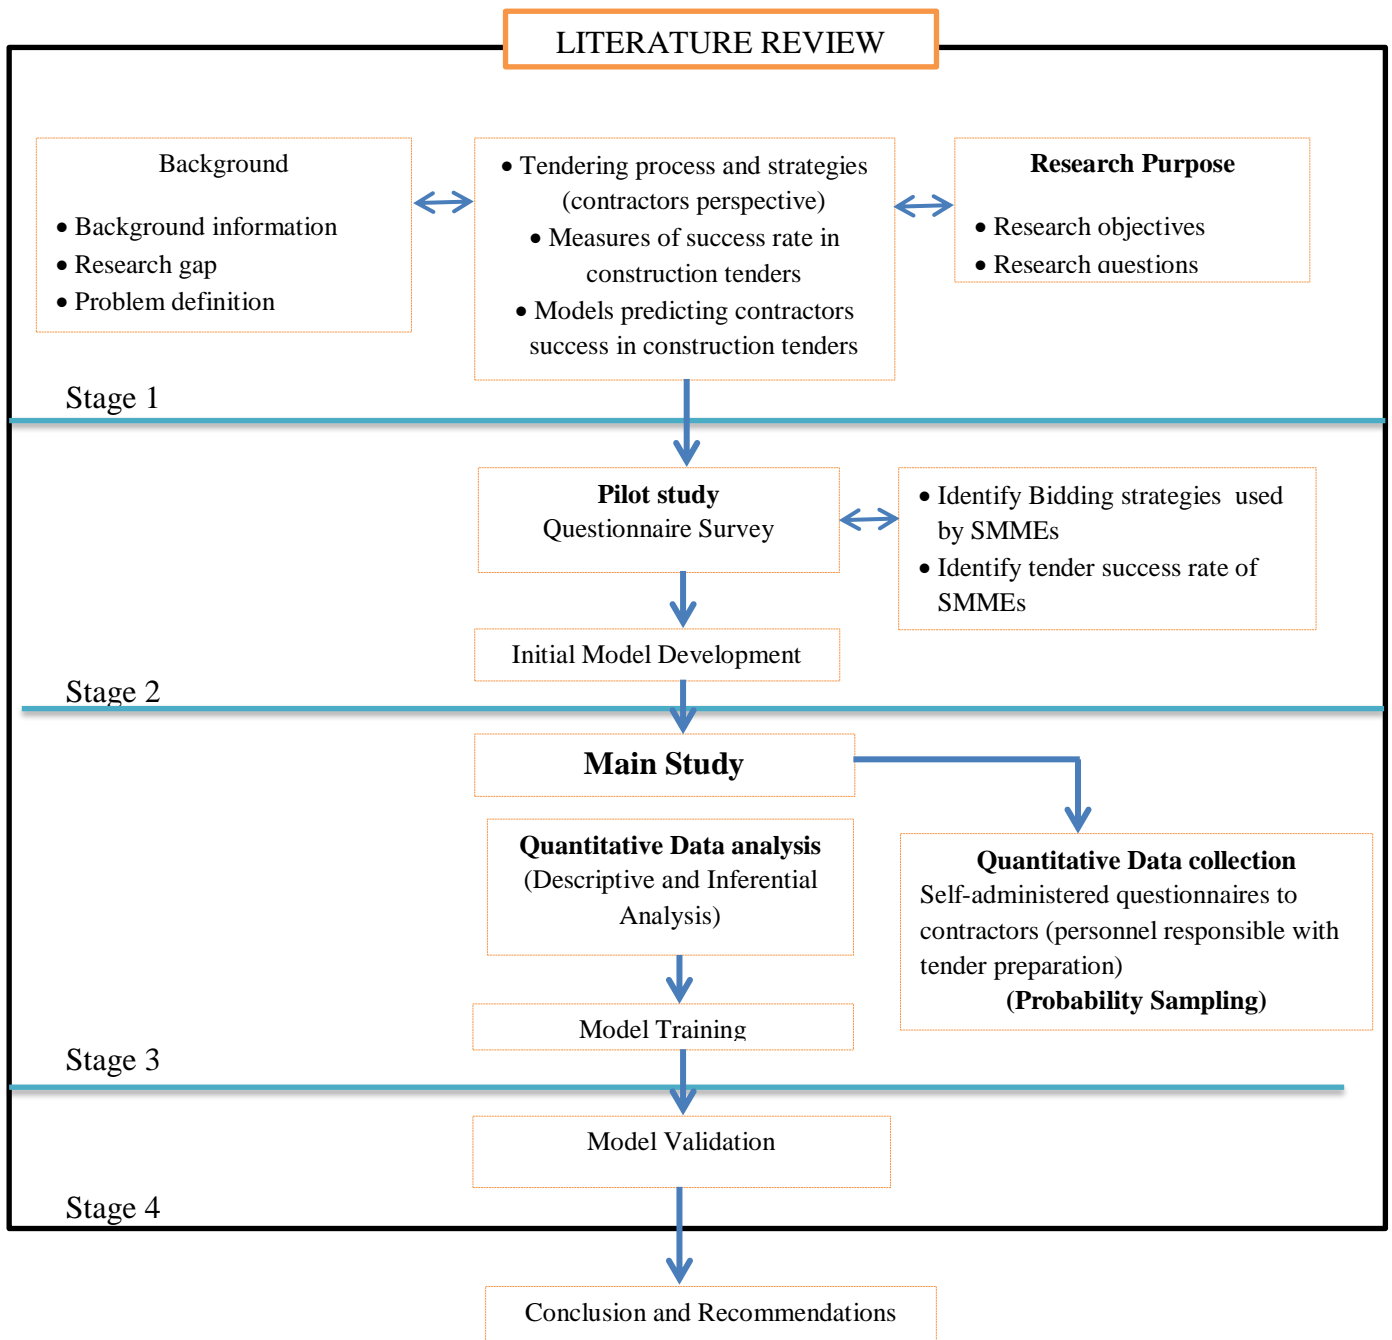 LITERATURE REVIEW
Background
• Background information
• Research gap
• Problem definition
• Tendering process and strategies
(contractors perspective)
• Measures of success rate in
construction tenders
• Models predicting contractors
success in construction tenders
Research Purpose
• Research objectives
• Research questions
Stage 1
Pilot study
Questionnaire Survey
• Identify Bidding strategies used
by SMMEs
• Identify tender success rate of
SMMEs
Initial Model Development
Stage 2
Main Study
Quantitative Data analysis
(Descriptive and Inferential
Analysis)
Quantitative Data collection
Self-administered questionnaires to
contractors (personnel responsible with
tender preparation)
(Probability Sampling)
Model Training
Stage 3
Model Validation
Stage 4
Conclusion and Recommendations